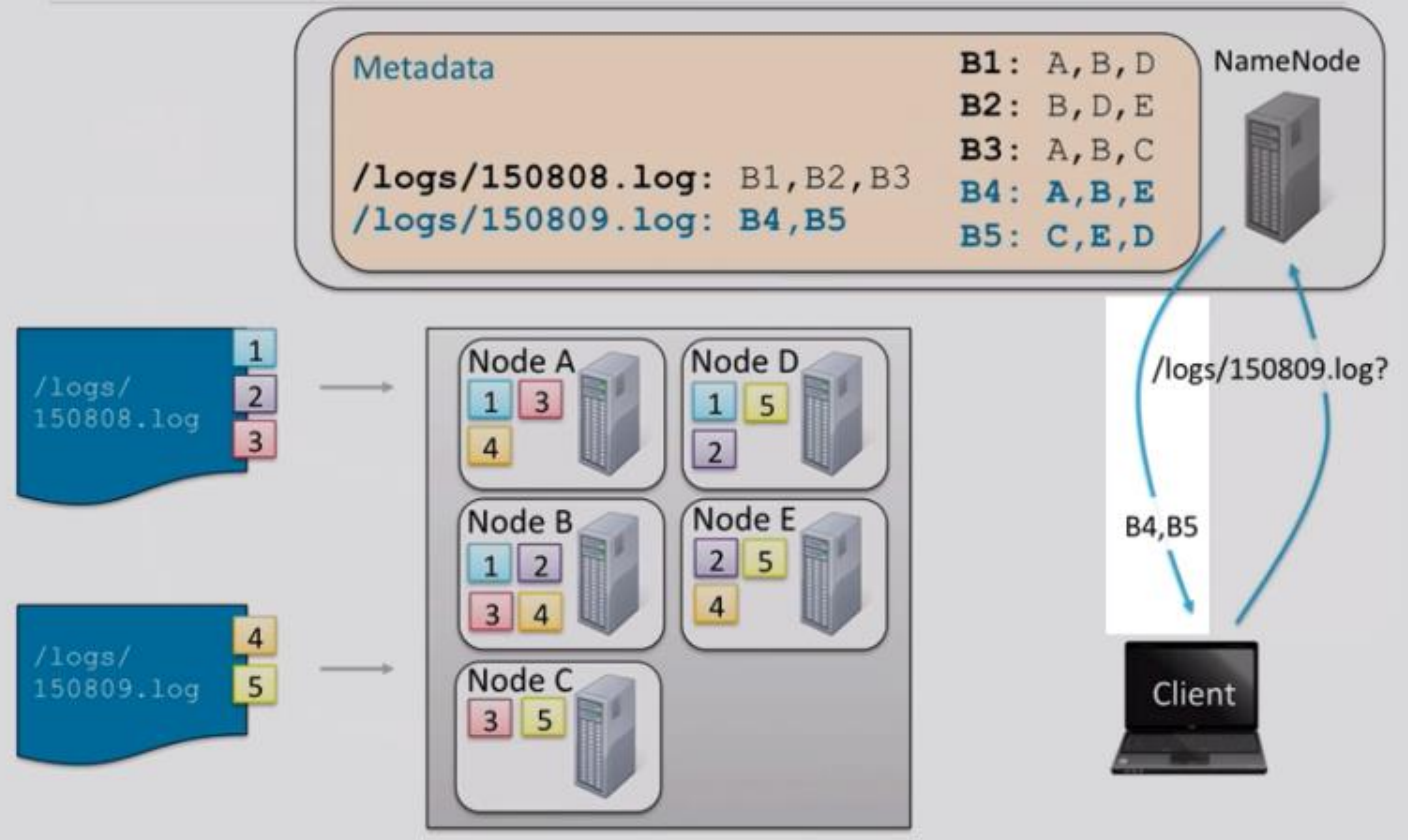 Metadata
/logs/150808.log: B1,B2,B3
/logs/150809.log: B4,B5
B1: A,B,D
B2: B,D,E
B3: A,B,C
B4: A,B,E
B5: C,E,D
NameNode
/logs/
150808.log
1
2
3
/logs/
150809.log
4
5
Node A
1 3
4
Node D
1 5
2
Node B
1 2
3 4
Node E
2 5
4
Node C
3 5
/logs/150809.log?
B4,B5
Client